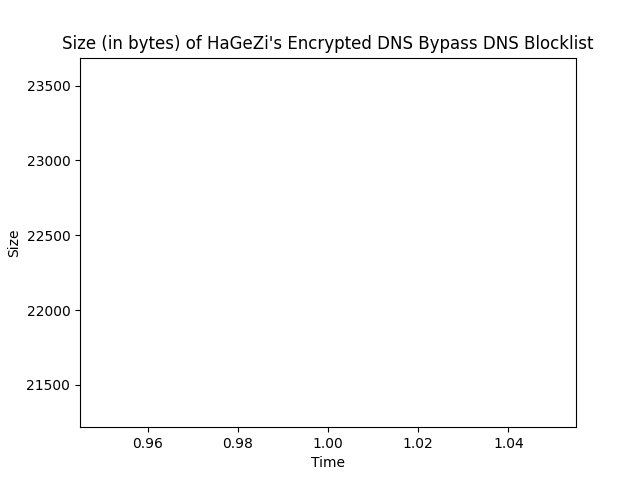 Size (in bytes) of HaGeZi's Encrypted DNS Bypass DNS Blocklist
23500
23000
22500
22000
21500
Size
0.96 0.98 1.00 1.02 1.04
Time